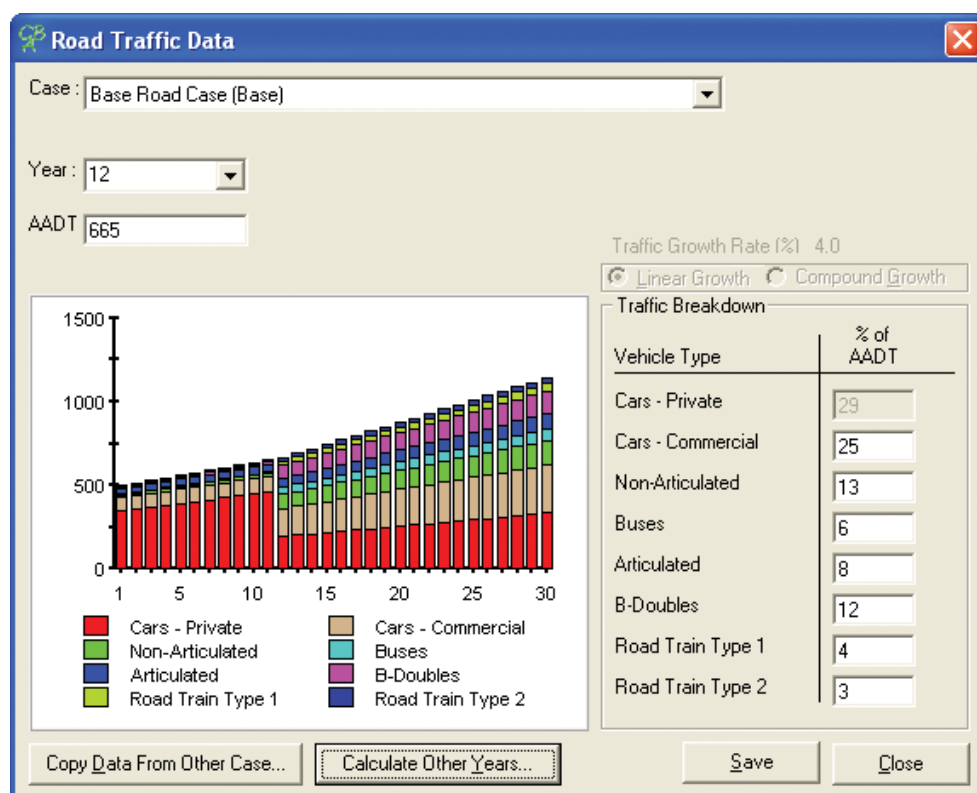 Road Traffic Data
Case : Base Road Case (Base)
Year : 12
AADT 665
Traffic Growth Rate (%) 4.0
Linear Growth Compound Growth
1500
1000
500
0
1 5 10 15 20 25 30
Cars - Private Cars - Commercial
Non-Articulated Buses
Articulated B-Doubles
Road Train Type 1 Road Train Type 2
Traffic Breakdown
Vehicle Type % of AADT
Cars - Private 29
Cars - Commercial 25
Non-Articulated 13
Buses 6
Articulated 8
B-Doubles 12
Road Train Type 1 4
Road Train Type 2 3
Copy Data From Other Case... Calculate Other Years... Save Close